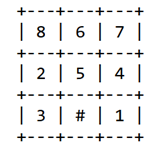 +---+---+---+
| 8 | 6 | 7 |
+---+---+---+
| 2 | 5 | 4 |
+---+---+---+
| 3 | # | 1 |
+---+---+---+